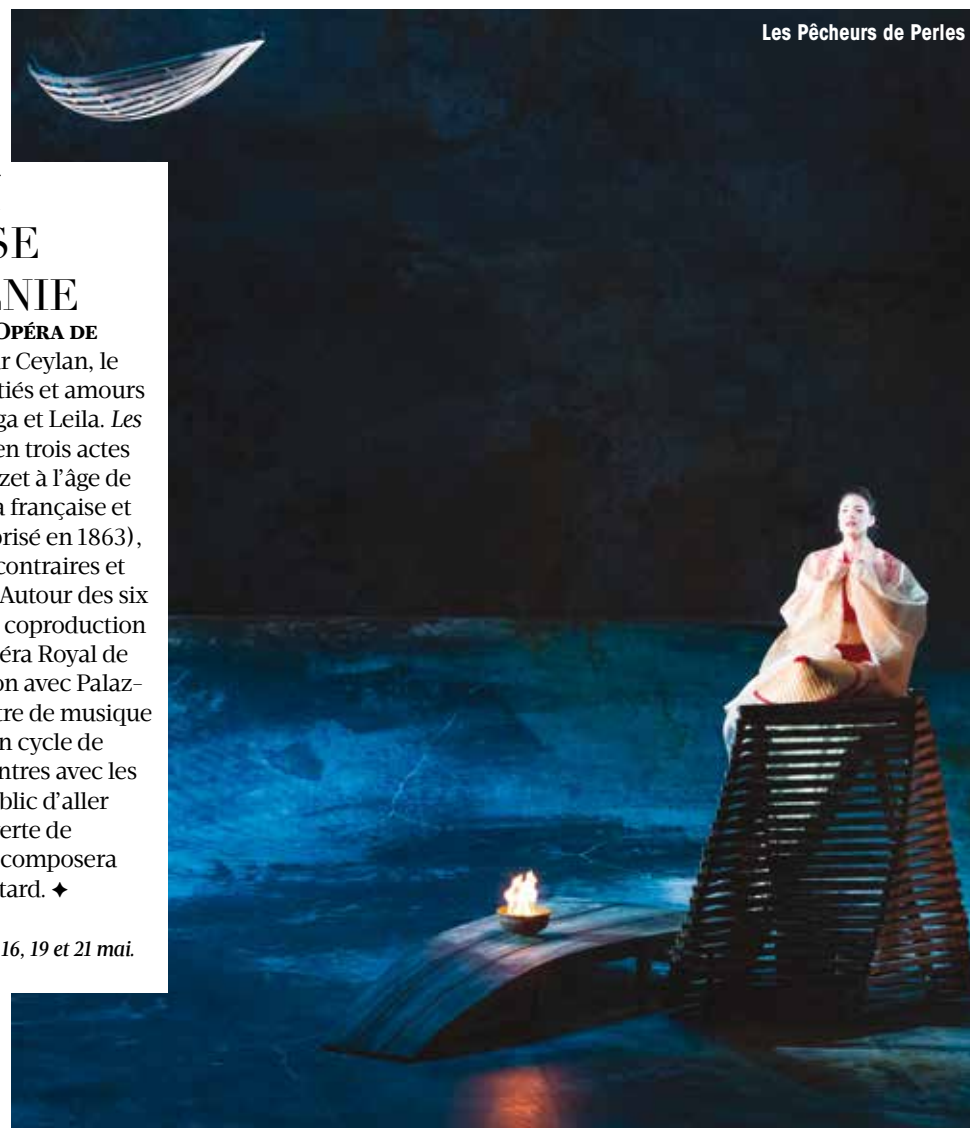 Les Pêcheurs de Perles
SE
NIE
OPÉRA DE
r Ceylan, le
tiés et amours
ga et Leila. Les
en trois actes
zet à l’âge de
a française et
risé en 1863),
contraires et
Autour des six
coproduction
éra Royal de
on avec Palaz-
tre de musique
n cycle de
ntres avec les
blic d’aller
erte de
composera
tard. ✦
16, 19 et 21 mai.